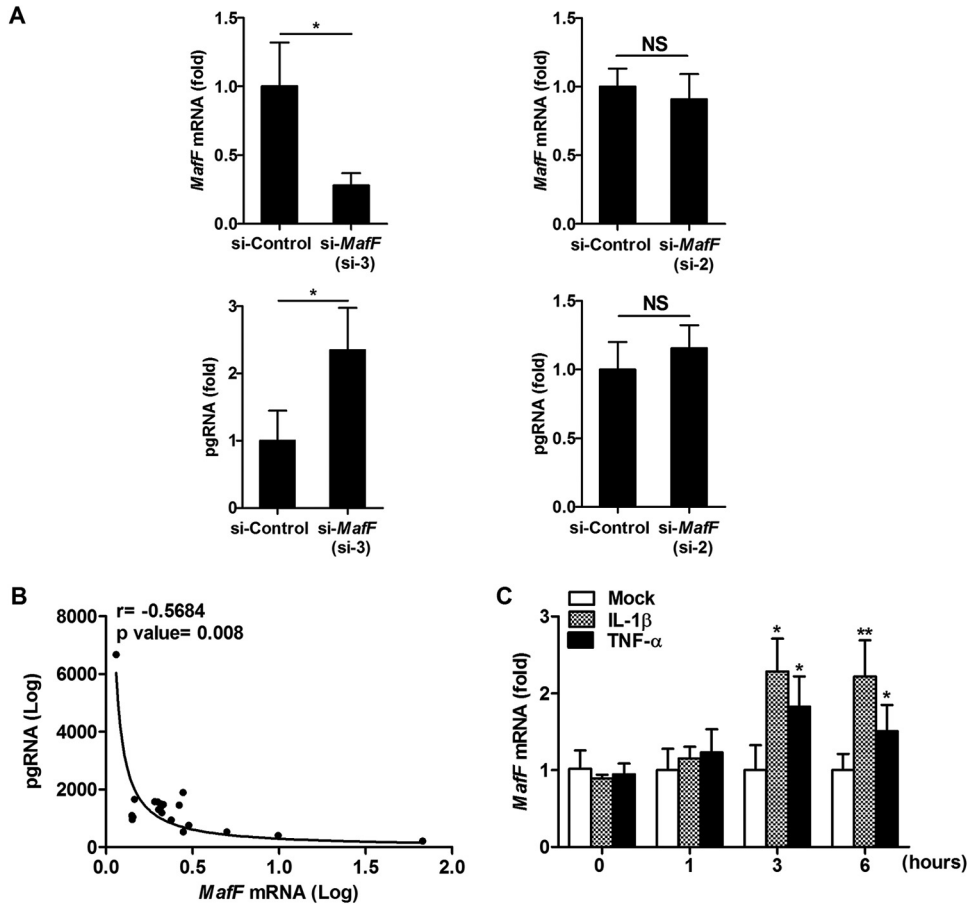 A
MafF mRNA (fold)
1.5
1.0
0.5
0.0
*
si-Control
si-MafF
(si-3)
MafF mRNA (fold)
1.5
1.0
0.5
0.0
NS
si-Control
si-MafF
(si-2)
pgRNA (fold)
3
2
1
0
*
si-Control
si-MafF
(si-3)
pgRNA (fold)
1.5
1.0
0.5
0.0
NS
si-Control
si-MafF
(si-2)
B
r= -0.5684
p value= 0.008
pgRNA (Log)
8000
6000
4000
2000
0
0.0 0.5 1.0 1.5 2.0
MafF mRNA (Log)
C
Mock
IL-1β
TNF-α
MafF mRNA (fold)
3
2
1
0
* * ** *
0 1 3 6 (hours)